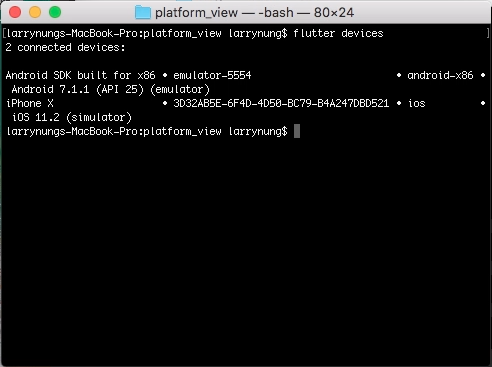 platform_view — -bash — 80×24
[larrynungs-MacBook-Pro:platform_view larrynung$ flutter devices ]
2 connected devices:
Android SDK built for x86 • emulator-5554 • android-x86 •
Android 7.1.1 (API 25) (emulator)
iPhone X • 3D32AB5E-6F4D-4D50-BC79-B4A247DBD521 • ios •
iOS 11.2 (simulator)
larrynungs-MacBook-Pro:platform_view larrynung$